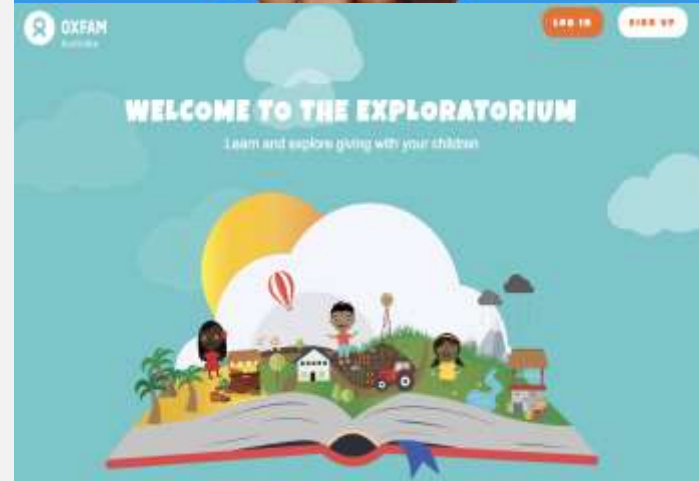 OXFAM
Australia
LOG IN
SIGN UP
WELCOME TO THE EXPLORATORIUM
Learn and explore giving with your children